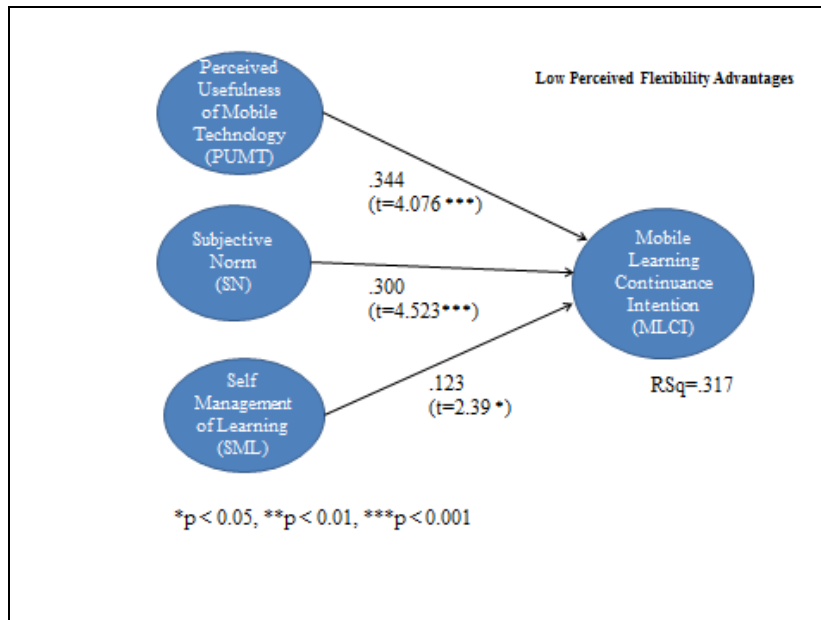 Perceived
Usefulness
of Mobile
Technology
(PUMT)
Low Perceived Flexibility Advantages
.344
(t=4.076 ***)
Subjective
Norm
(SN)
.300
(t=4.523***)
Mobile
Learning
Continuance
Intention
(MLCI)
Self
Management
of Learning
(SML)
.123
(t=2.39 *)
RSq=.317
*p < 0.05, **p < 0.01, ***p < 0.001